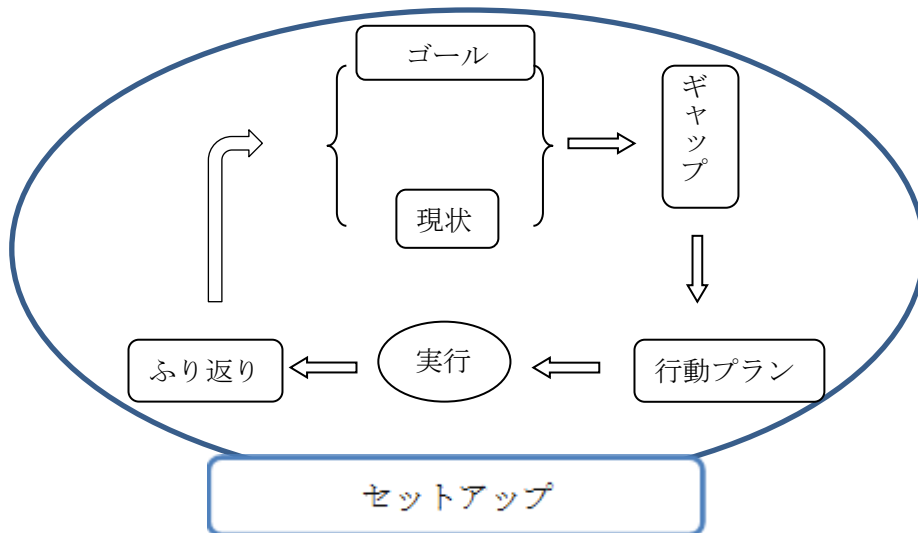 ゴール
ギャップ
現状
ふり返り
実行
行動プラン
セットアップ